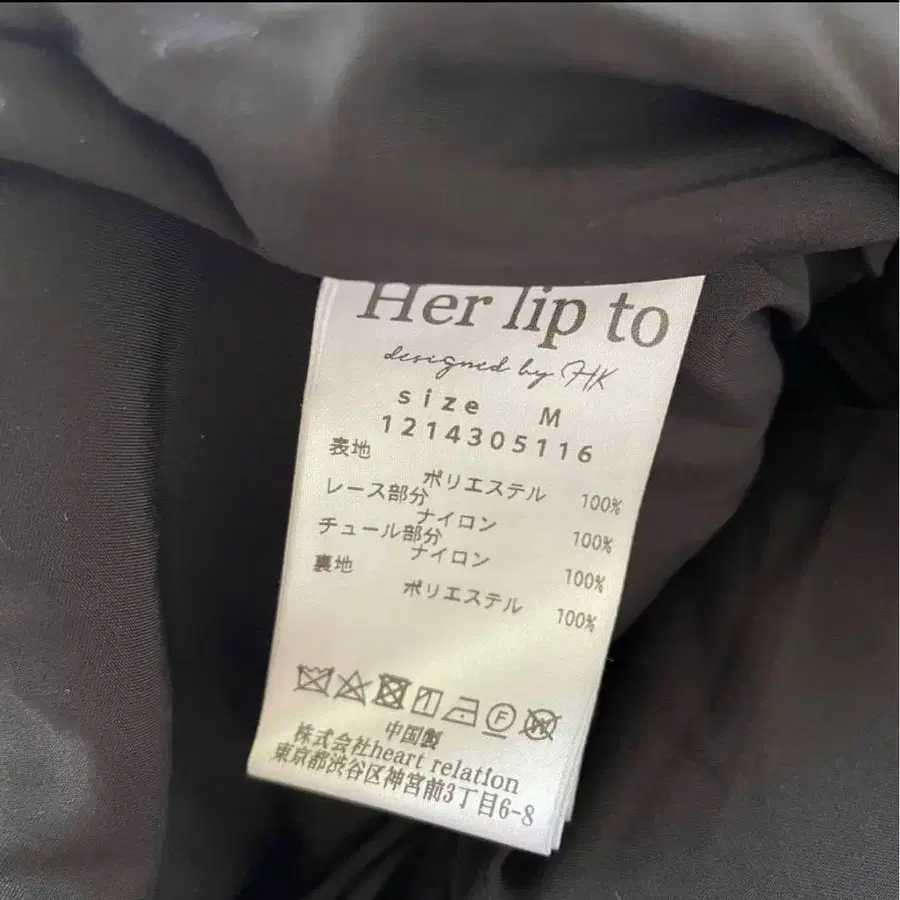 Her lip to
designed by HK
size M
1214305116
表地
ポリエステル 100%
レース部分
ナイロン 100%
チュール部分
ナイロン 100%
裏地
ポリエステル 100%
中国製
株式会社heart relation
東京都渋谷区神宮前3丁目6-8